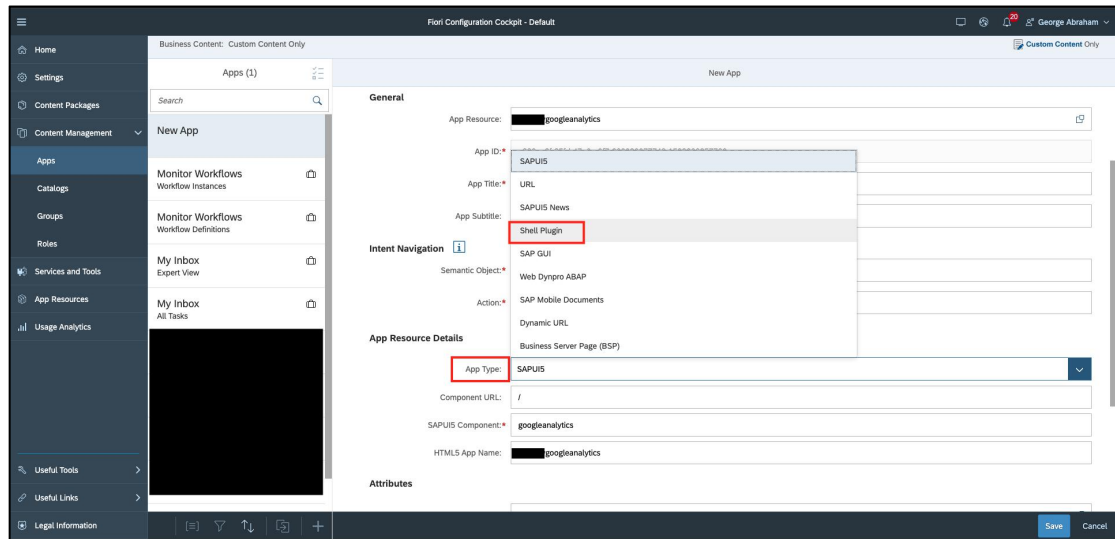 Fiori Configuration Cockpit - Default
20
George Abraham
Home
Settings
Content Packages
Content Management
Apps
Catalogs
Groups
Roles
Services and Tools
App Resources
Usage Analytics
Useful Tools
Useful Links
Legal Information
Business Content: Custom Content Only
Custom Content Only
Apps (1)
Search
New App
Monitor Workflows
Workflow Instances
Monitor Workflows
Workflow Definitions
My Inbox
Expert View
My Inbox
All Tasks
New App
General
App Resource: googleanalytics
App ID:*
App Title:*
App Subtitle:
Intent Navigation i
Semantic Object:*
Action:*
SAPUI5
URL
SAPUI5 News
Shell Plugin
SAP GUI
Web Dynpro ABAP
SAP Mobile Documents
Dynamic URL
Business Server Page (BSP)
App Resource Details
App Type: SAPUI5
Component URL: /
SAPUI5 Component:* googleanalytics
HTML5 App Name: googleanalytics
Attributes
Save Cancel